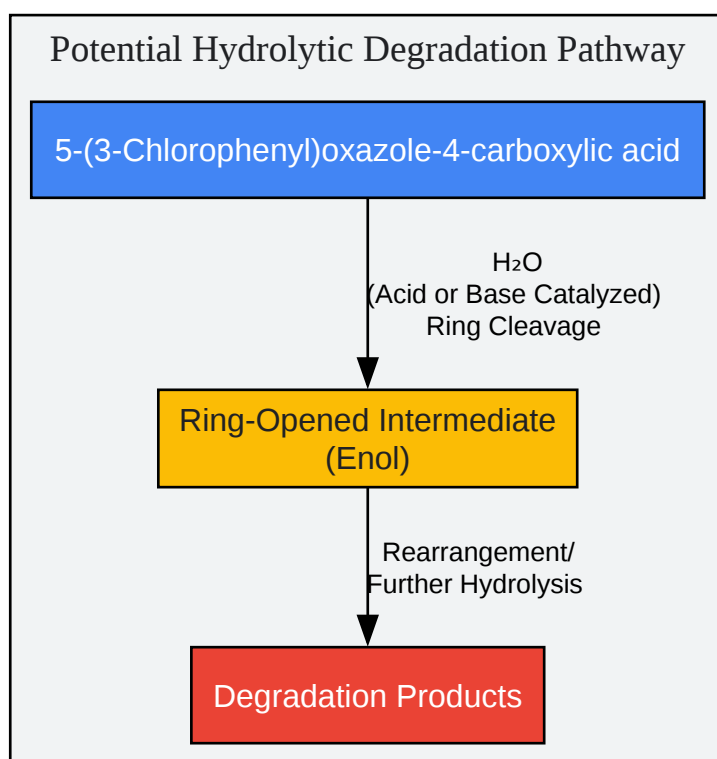 Potential Hydrolytic Degradation Pathway
5-(3-Chlorophenyl)oxazole-4-carboxylic acid
H₂O
(Acid or Base Catalyzed)
Ring Cleavage
Ring-Opened Intermediate
(Enol)
Rearrangement/
Further Hydrolysis
Degradation Products